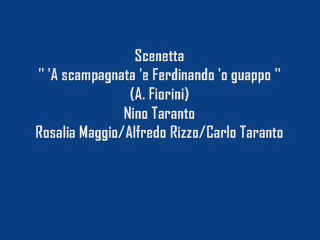 Scenetta
" 'A scampagnata 'e Ferdinando 'o guappo "
(A. Fiorini)
Nino Taranto
Rosalia Maggio/Alfredo Rizzo/Carlo Taranto